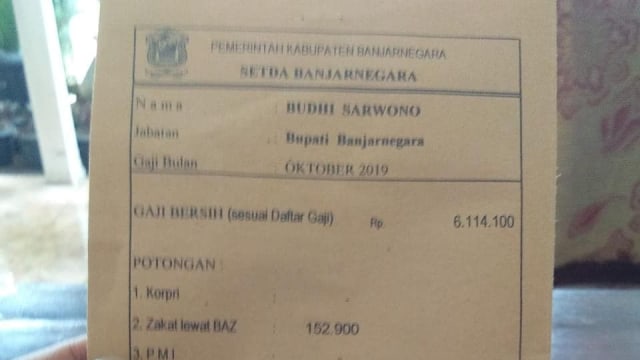 PEMERINTAH KABUPATEN BANJARNEGARA
SETDA BANJARNEGARA
N a m a : BUDHI SARWONO
Jabatan : Bupati Banjarnegara
Gaji Bulan : OKTOBER 2019
GAJI BERSIH (sesuai Daftar Gaji) Rp. 6.114.100
POTONGAN :
1. Korpri :
2. Zakat lewat BAZ : 152.900
3. P.M.I.